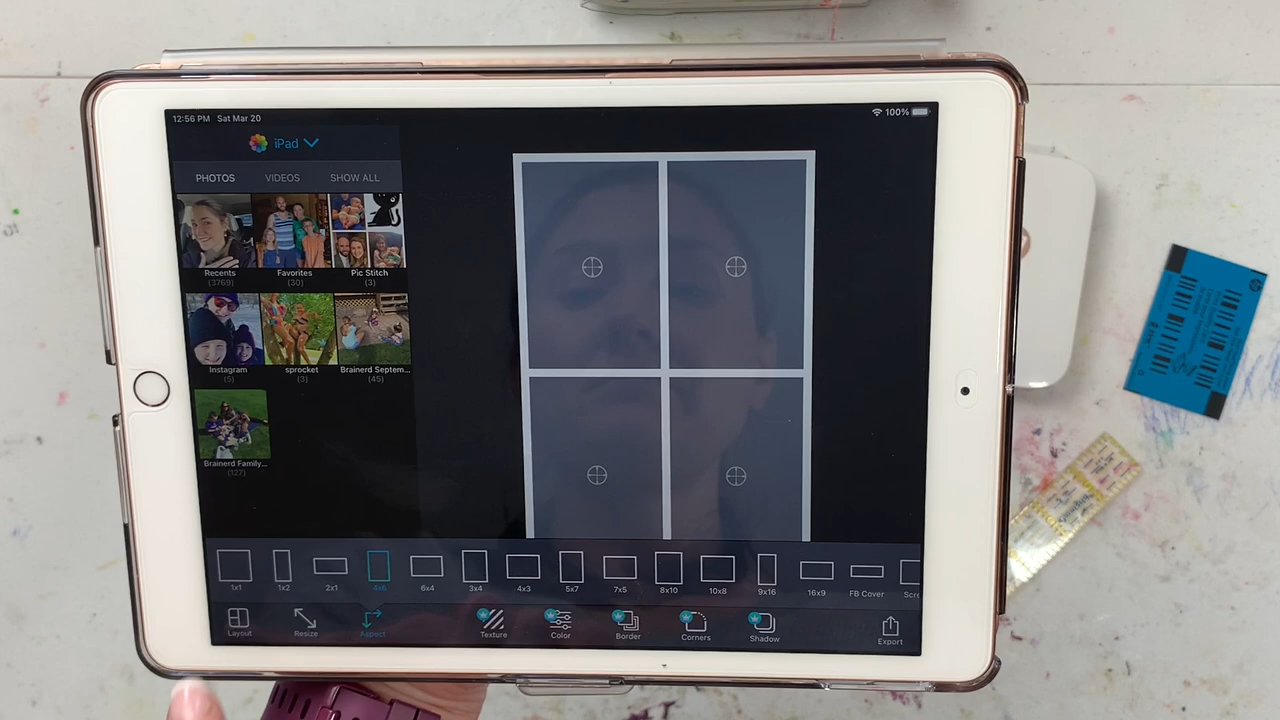 12:56 PM Sat Mar 20
100%
iPad
PHOTOS VIDEOS SHOW ALL
Recents Favorites Pic Stitch
(3769) (30) (3)
Instagram sprocket Brainerd Septem...
(5) (3) (45)
Brainerd Family...
(127)
1x1 1x2 2x1 4x6 6x4 3x4 4x3 5x7 7x5 8x10 10x8 9x16 16x9 FB Cover Scre
Layout Resize Aspect Texture Color Border Corners Shadow Export